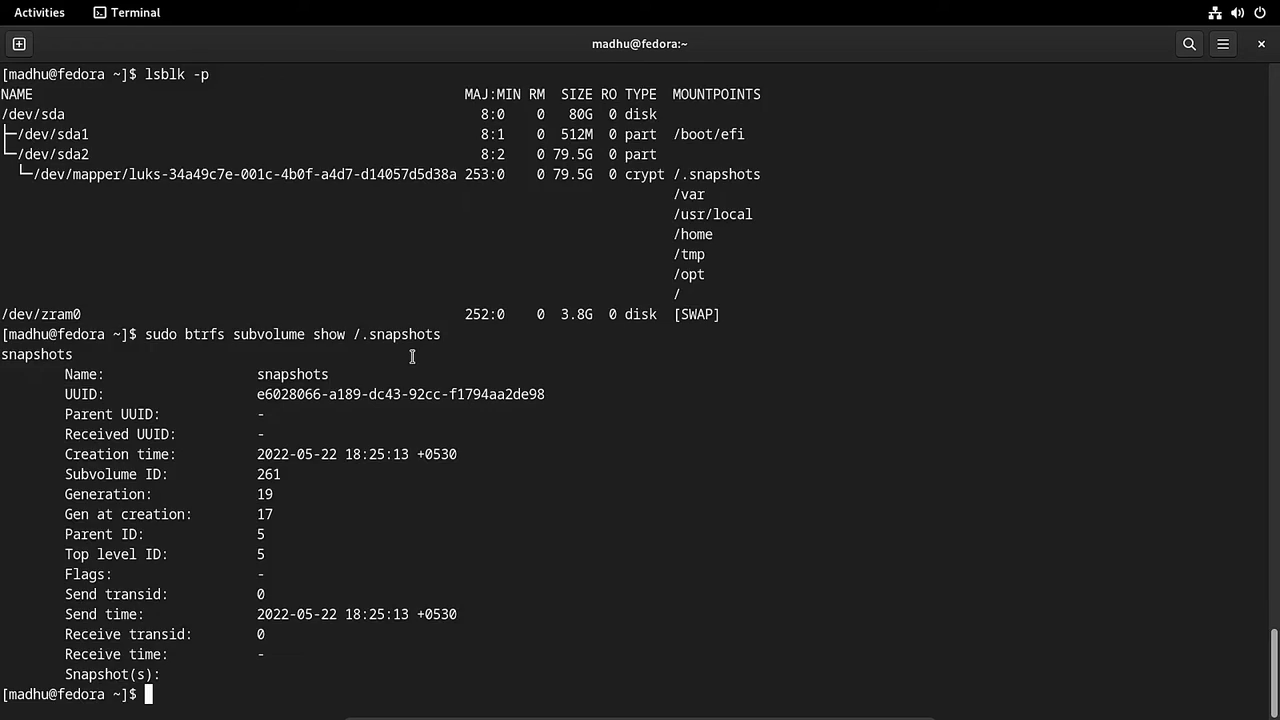 Activities Terminal
madhu@fedora:~
[madhu@fedora ~]$ lsblk -p
NAME MAJ:MIN RM SIZE RO TYPE MOUNTPOINTS
/dev/sda 8:0 0 80G 0 disk
├─/dev/sda1 8:1 0 512M 0 part /boot/efi
└─/dev/sda2 8:2 0 79.5G 0 part
└─/dev/mapper/luks-34a49c7e-001c-4b0f-a4d7-d14057d5d38a 253:0 0 79.5G 0 crypt /.snapshots
/var
/usr/local
/home
/tmp
/opt
/
/dev/zram0 252:0 0 3.8G 0 disk [SWAP]
[madhu@fedora ~]$ sudo btrfs subvolume show /.snapshots
snapshots
Name: snapshots
UUID: e6028066-a189-dc43-92cc-f1794aa2de98
Parent UUID: -
Received UUID: -
Creation time: 2022-05-22 18:25:13 +0530
Subvolume ID: 261
Generation: 19
Gen at creation: 17
Parent ID: 5
Top level ID: 5
Flags: -
Send transid: 0
Send time: 2022-05-22 18:25:13 +0530
Receive transid: 0
Receive time: -
Snapshot(s):
[madhu@fedora ~]$